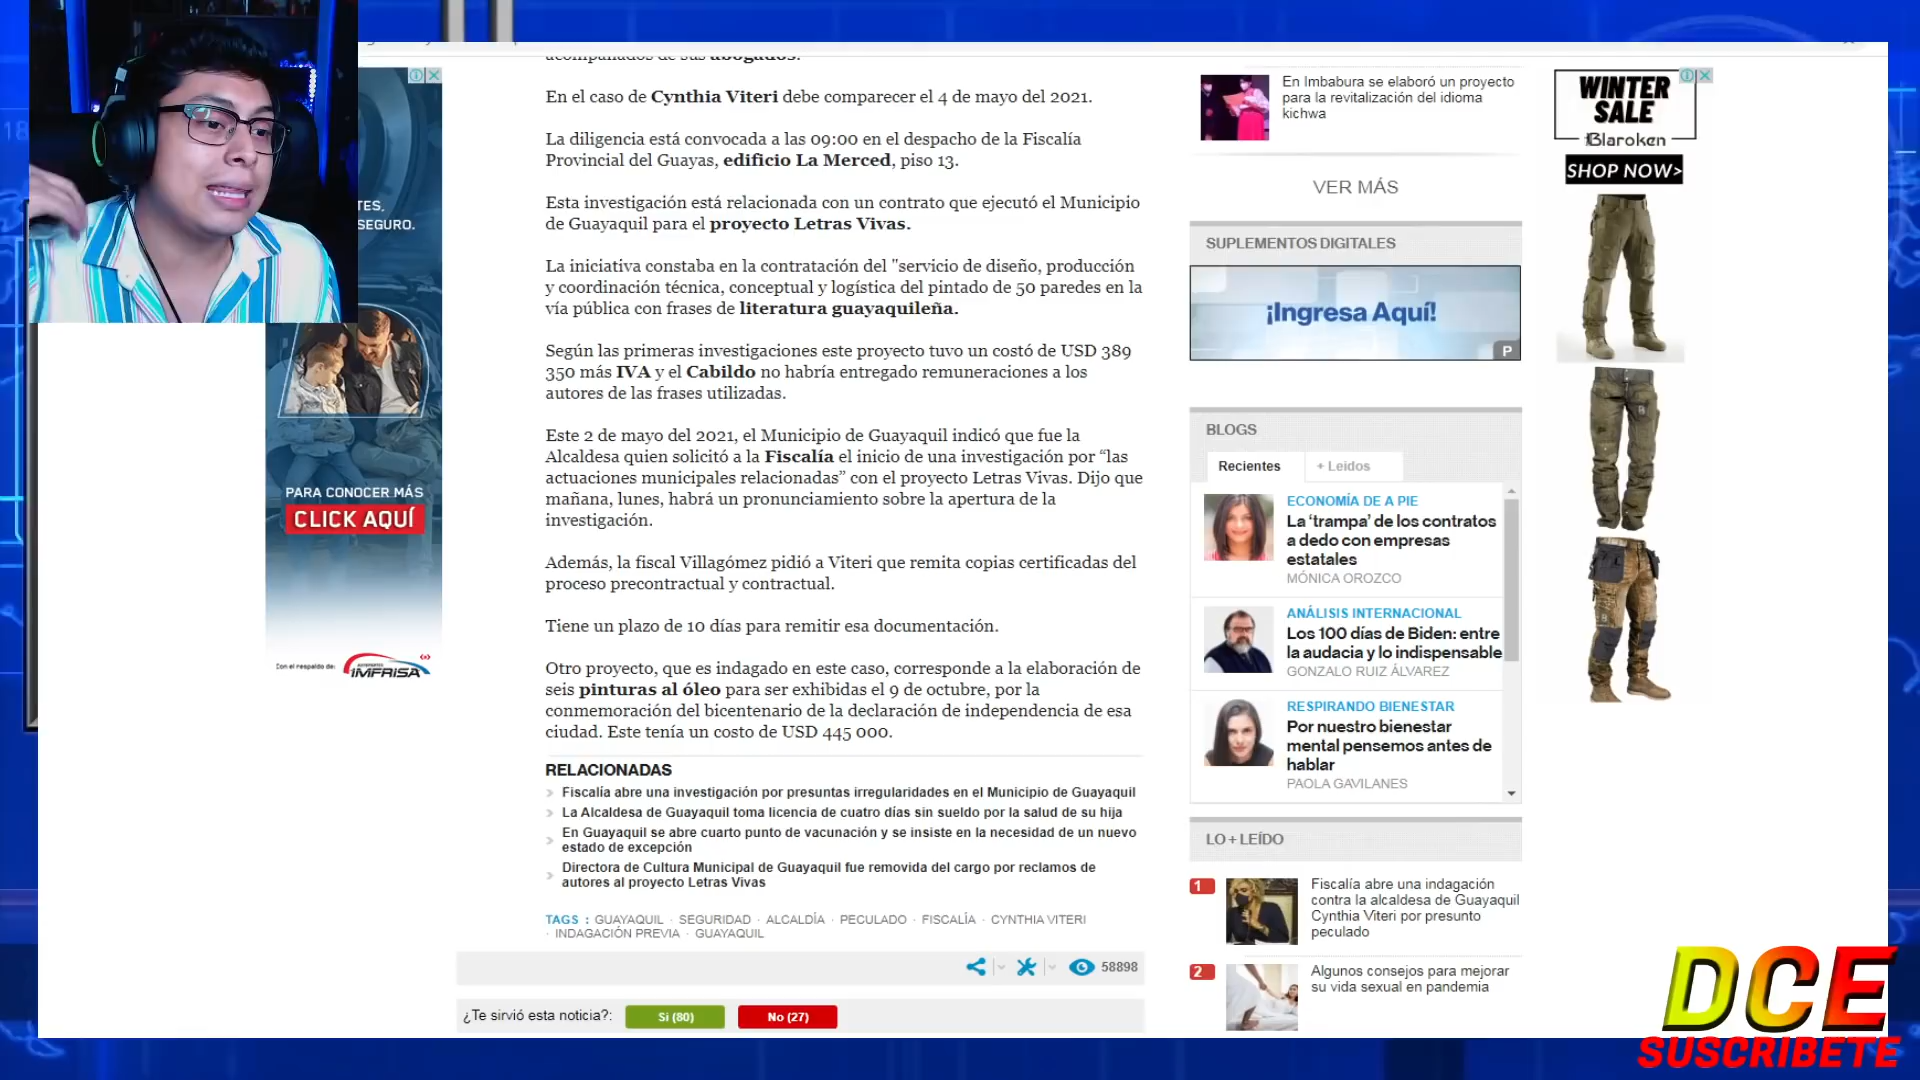 TES,
SEGURO.
PARA CONOCER MÁS
CLICK AQUÍ
Con el respaldo de:
IMFRISA
acompañados de sus abogados.
En el caso de Cynthia Viteri debe comparecer el 4 de mayo del 2021.
La diligencia está convocada a las 09:00 en el despacho de la Fiscalía
Provincial del Guayas, edificio La Merced, piso 13.
Esta investigación está relacionada con un contrato que ejecutó el Municipio
de Guayaquil para el proyecto Letras Vivas.
La iniciativa constaba en la contratación del "servicio de diseño, producción
y coordinación técnica, conceptual y logística del pintado de 50 paredes en la
vía pública con frases de literatura guayaquileña.
Según las primeras investigaciones este proyecto tuvo un costó de USD 389
350 más IVA y el Cabildo no habría entregado remuneraciones a los
autores de las frases utilizadas.
Este 2 de mayo del 2021, el Municipio de Guayaquil indicó que fue la
Alcaldesa quien solicitó a la Fiscalía el inicio de una investigación por “las
actuaciones municipales relacionadas” con el proyecto Letras Vivas. Dijo que
mañana, lunes, habrá un pronunciamiento sobre la apertura de la
investigación.
Además, la fiscal Villagómez pidió a Viteri que remita copias certificadas del
proceso precontractual y contractual.
Tiene un plazo de 10 días para remitir esa documentación.
Otro proyecto, que es indagado en este caso, corresponde a la elaboración de
seis pinturas al óleo para ser exhibidas el 9 de octubre, por la
conmemoración del bicentenario de la declaración de independencia de esa
ciudad. Este tenía un costo de USD 445 000.
RELACIONADAS
Fiscalía abre una investigación por presuntas irregularidades en el Municipio de Guayaquil
La Alcaldesa de Guayaquil toma licencia de cuatro días sin sueldo por la salud de su hija
En Guayaquil se abre cuarto punto de vacunación y se insiste en la necesidad de un nuevo
estado de excepción
Directora de Cultura Municipal de Guayaquil fue removida del cargo por reclamos de
autores al proyecto Letras Vivas
TAGS : GUAYAQUIL · SEGURIDAD · ALCALDÍA · PECULADO · FISCALÍA · CYNTHIA VITERI
· INDAGACIÓN PREVIA · GUAYAQUIL
58898
¿Te sirvió esta noticia?: Si (80) No (27)
En Imbabura se elaboró un proyecto
para la revitalización del idioma
kichwa
VER MÁS
SUPLEMENTOS DIGITALES
¡Ingresa Aquí!
P
BLOGS
Recientes + Leidos
ECONOMÍA DE A PIE
La ‘trampa’ de los contratos
a dedo con empresas
estatales
MÓNICA OROZCO
ANÁLISIS INTERNACIONAL
Los 100 días de Biden: entre
la audacia y lo indispensable
GONZALO RUIZ ÁLVAREZ
RESPIRANDO BIENESTAR
Por nuestro bienestar
mental pensemos antes de
hablar
PAOLA GAVILANES
LO + LEÍDO
1
Fiscalía abre una indagación
contra la alcaldesa de Guayaquil
Cynthia Viteri por presunto
peculado
2
Algunos consejos para mejorar
su vida sexual en pandemia
WINTER
SALE
Blaroken
SHOP NOW>
DCE
SUSCRIBETE